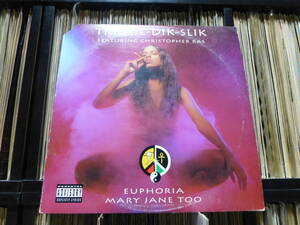 FEATURING CHRISTOPHER RAS
EUPHORIA
MARY JANE TOO
PARENTAL
ADVISORY
EXPLICIT LYRICS